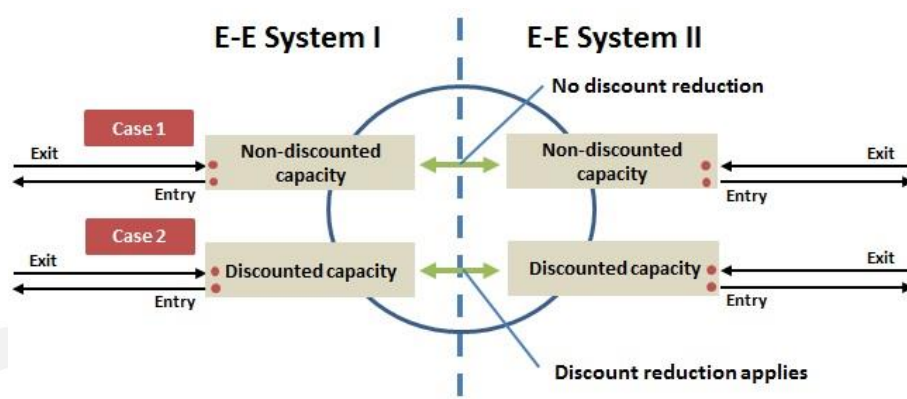 E-E System I
E-E System II
No discount reduction
Case 1
Exit
Entry
Non-discounted
capacity
Non-discounted
capacity
Exit
Entry
Case 2
Exit
Entry
Discounted capacity
Discounted capacity
Exit
Entry
Discount reduction applies